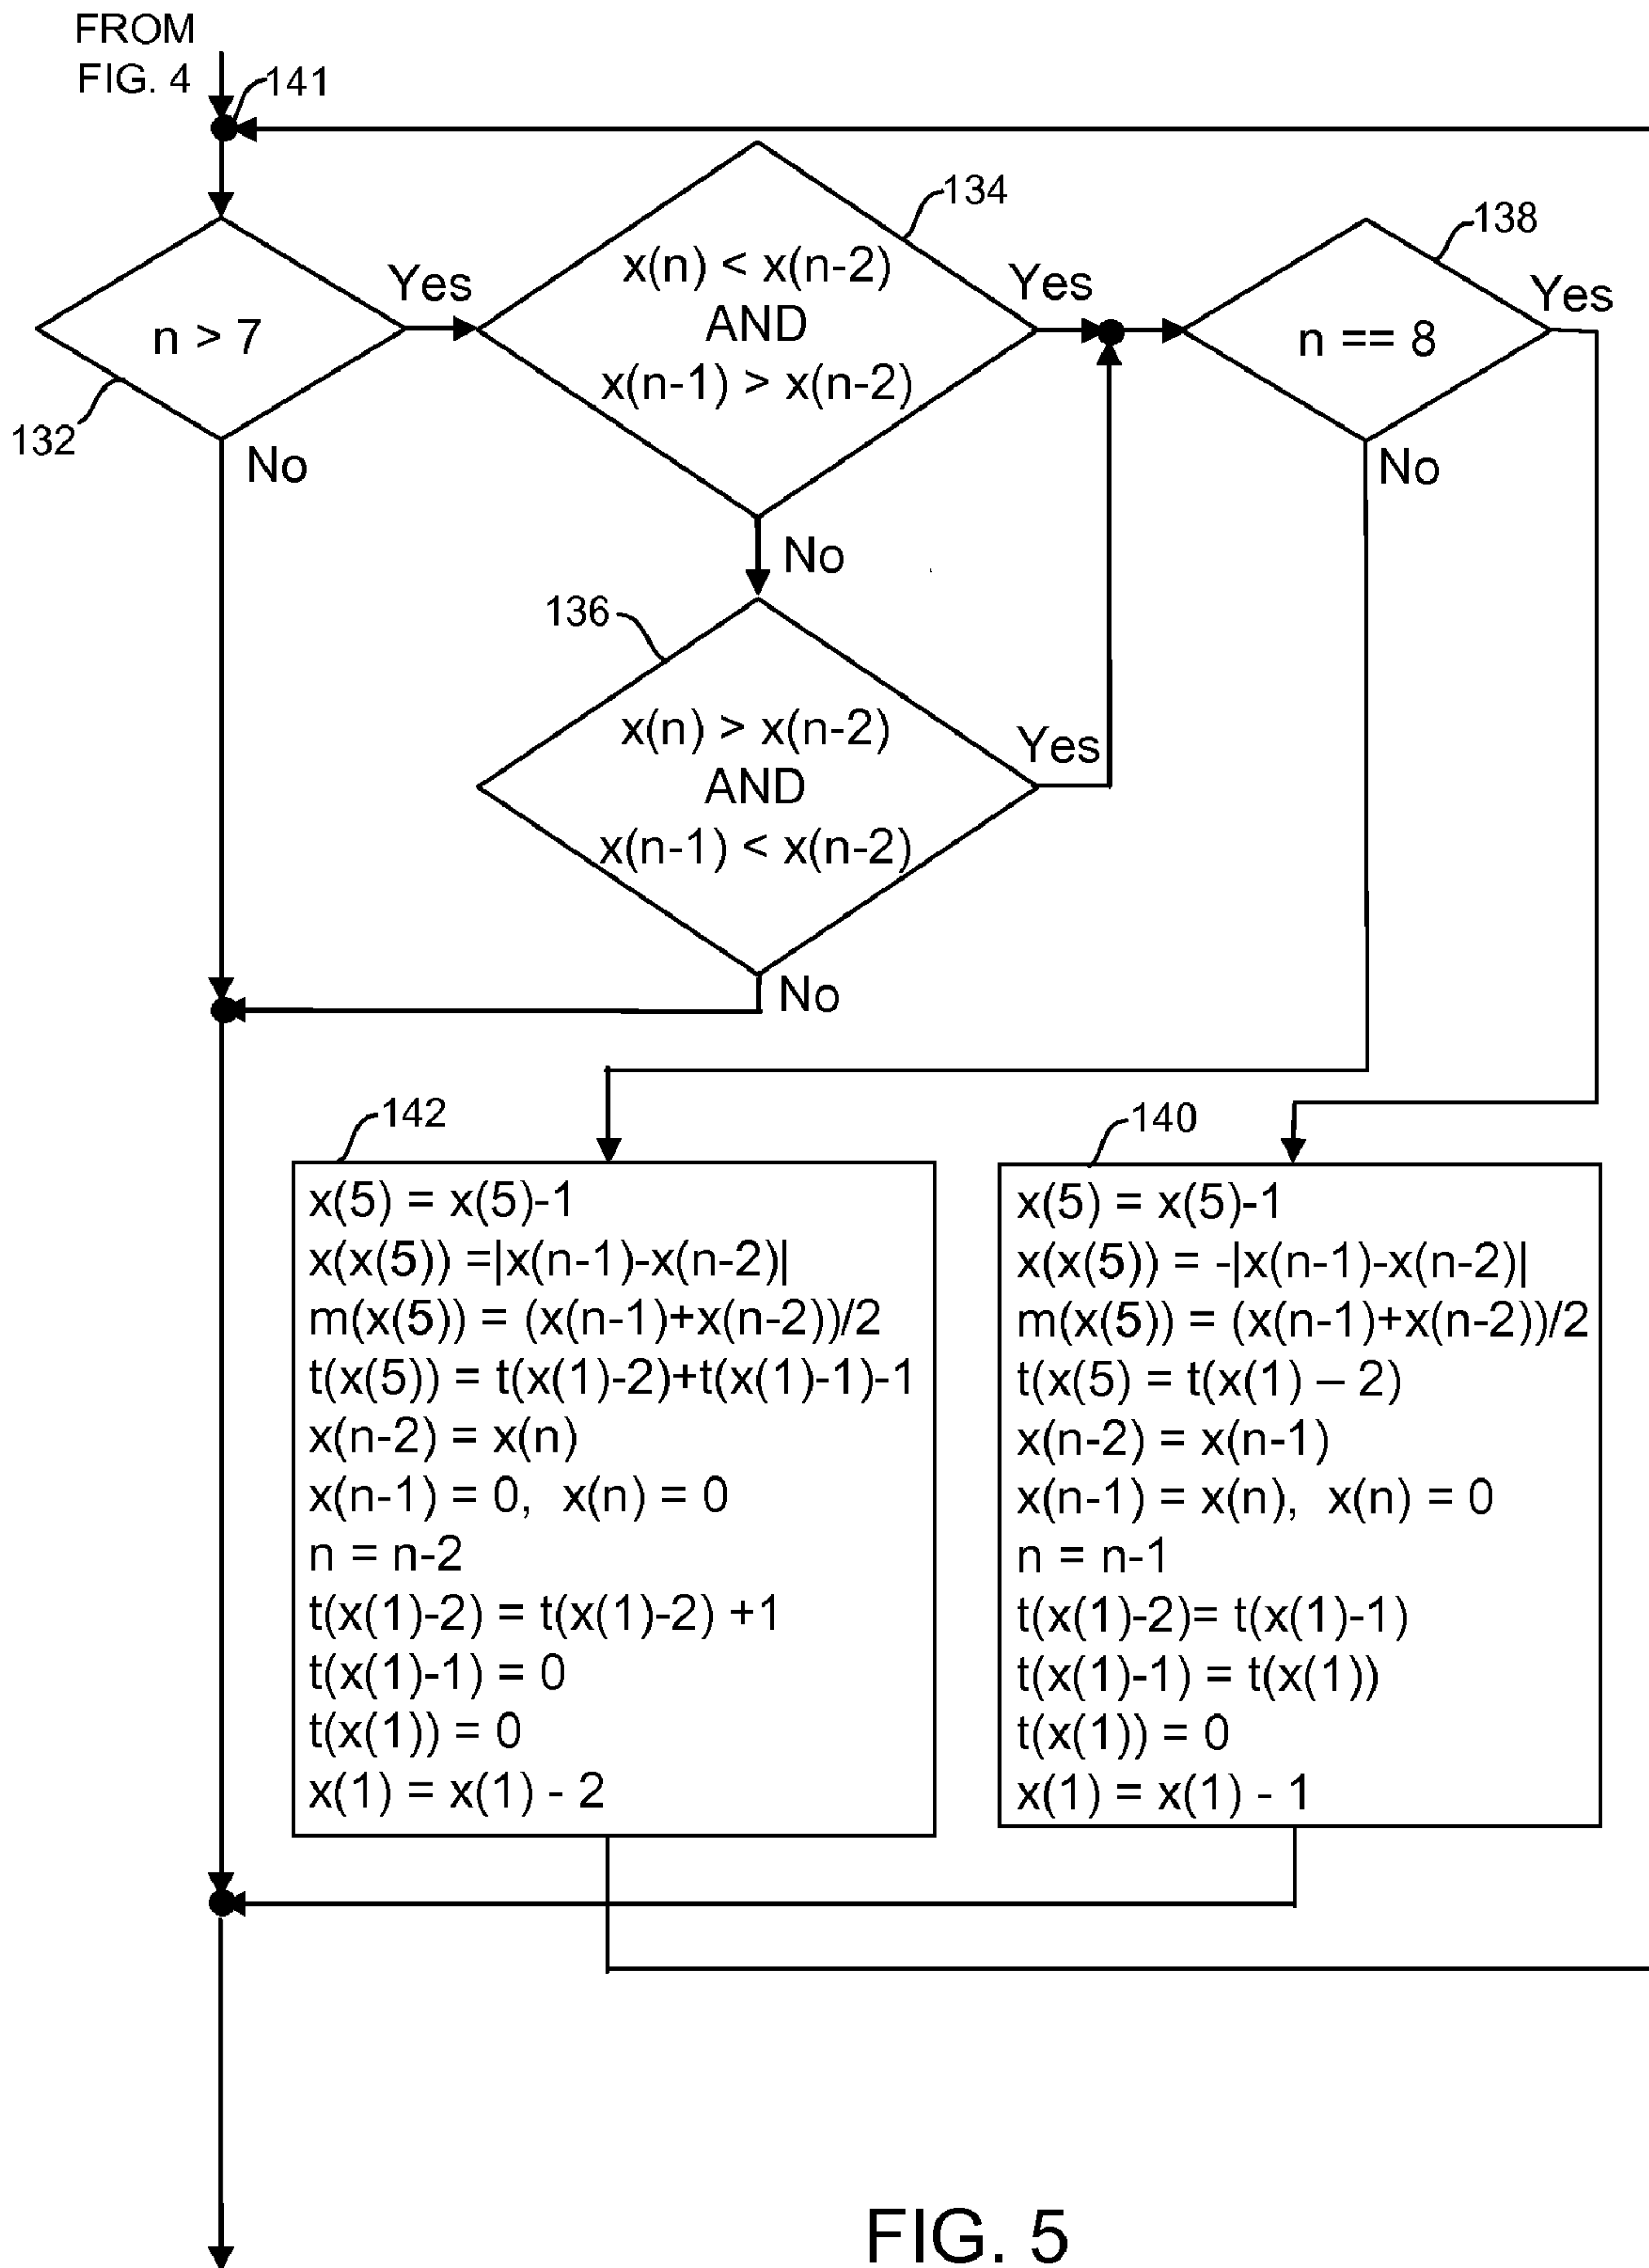 FROM
FIG. 4
141
134
138
x(n) < x(n-2)
AND
x(n-1) > x(n-2)
Yes
Yes
Yes
n > 7
n == 8
132
No
No
No
136
x(n) > x(n-2)
AND
x(n-1) < x(n-2)
Yes
No
142
x(5) = x(5)-1
x(x(5)) =|x(n-1)-x(n-2)|
m(x(5)) = (x(n-1)+x(n-2))/2
t(x(5)) = t(x(1)-2)+t(x(1)-1)-1
x(n-2) = x(n)
x(n-1) = 0, x(n) = 0
n = n-2
t(x(1)-2) = t(x(1)-2) +1
t(x(1)-1) = 0
t(x(1)) = 0
x(1) = x(1) - 2
140
x(5) = x(5)-1
x(x(5)) = -|x(n-1)-x(n-2)|
m(x(5)) = (x(n-1)+x(n-2))/2
t(x(5) = t(x(1) – 2)
x(n-2) = x(n-1)
x(n-1) = x(n), x(n) = 0
n = n-1
t(x(1)-2)= t(x(1)-1)
t(x(1)-1) = t(x(1))
t(x(1)) = 0
x(1) = x(1) - 1
FIG. 5